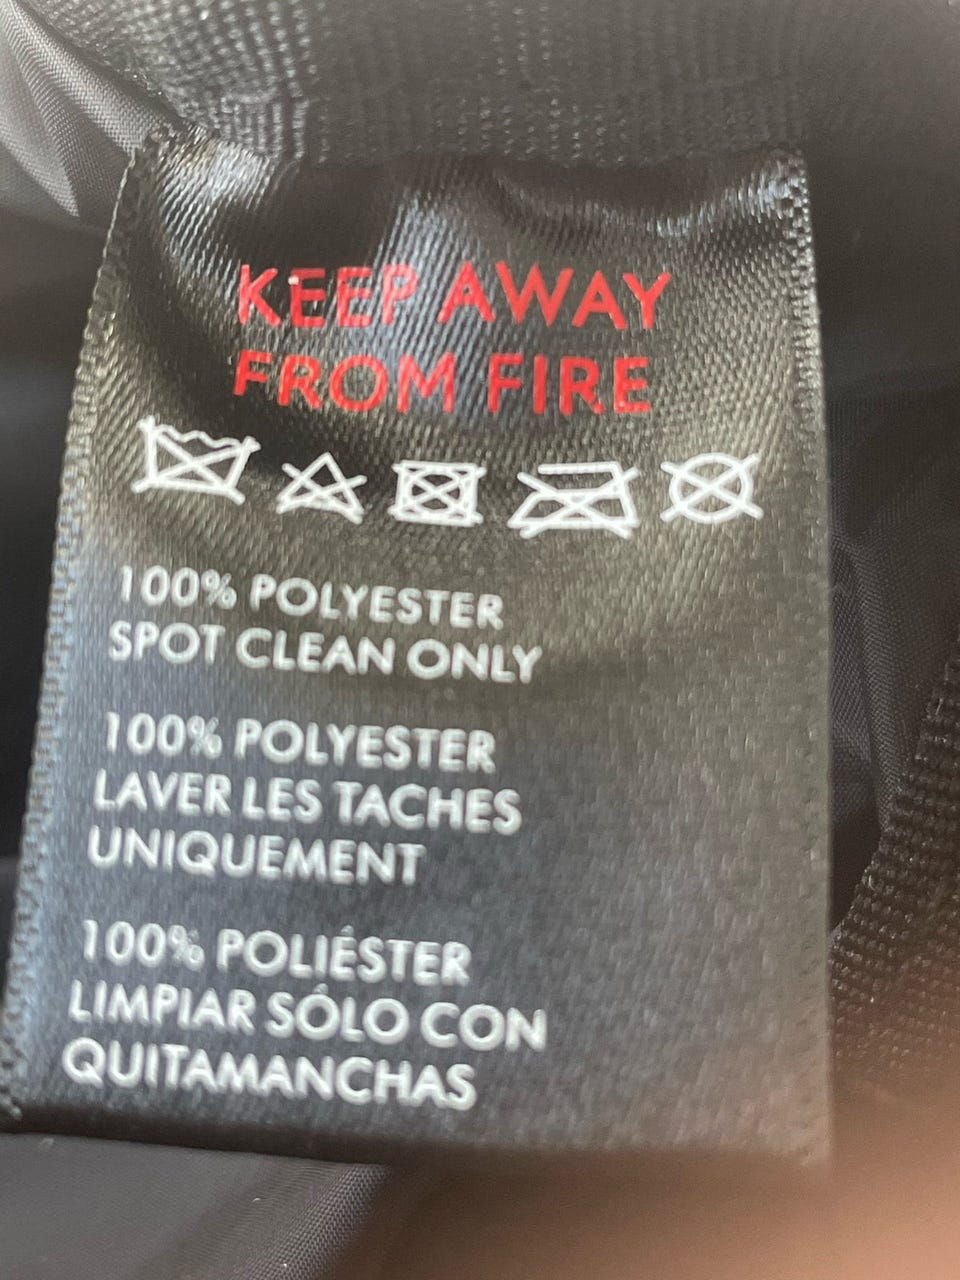 KEEP AWAY
FROM FIRE
100% POLYESTER
SPOT CLEAN ONLY
100% POLYESTER
LAVER LES TACHES
UNIQUEMENT
100% POLIÉSTER
LIMPIAR SÓLO CON
QUITAMANCHAS